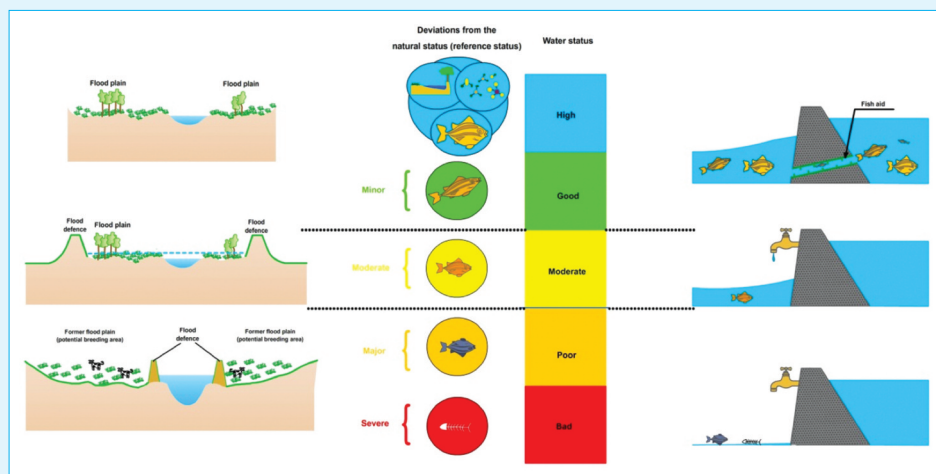 Deviations from the
natural status (reference status)
Water status
Flood plain
Flood plain
High
Fish aid
Minor
Good
Flood
defence
Flood plain
Flood
defence
Moderate
Moderate
Former flood plain
(potential breeding area)
Flood
defence
Former flood plain
(potential breeding area)
Major
Poor
Severe
Bad